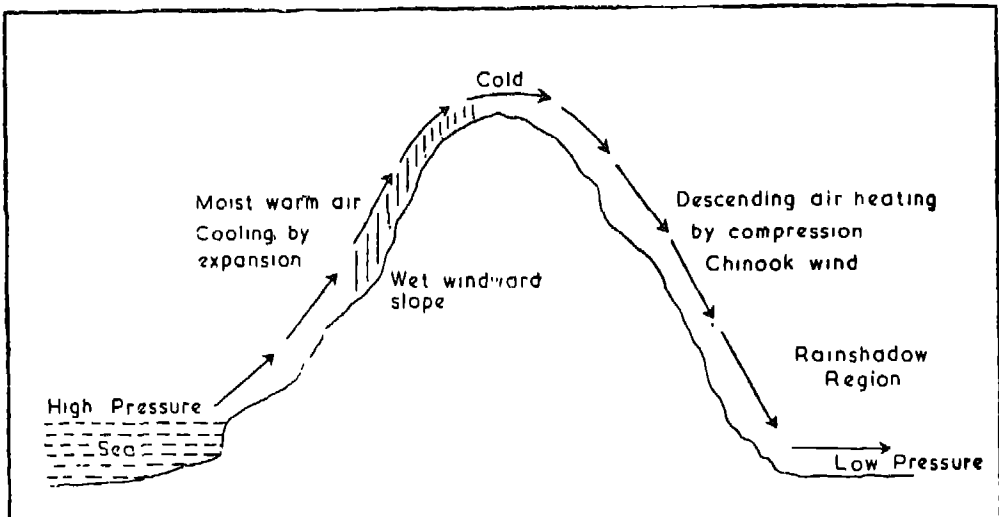 Cold
Moist warm air
Cooling by
expansion
Wet windward
slope
Descending air heating
by compression
Chinook wind
Rainshadow
Region
High Pressure
Sea
Low Pressure